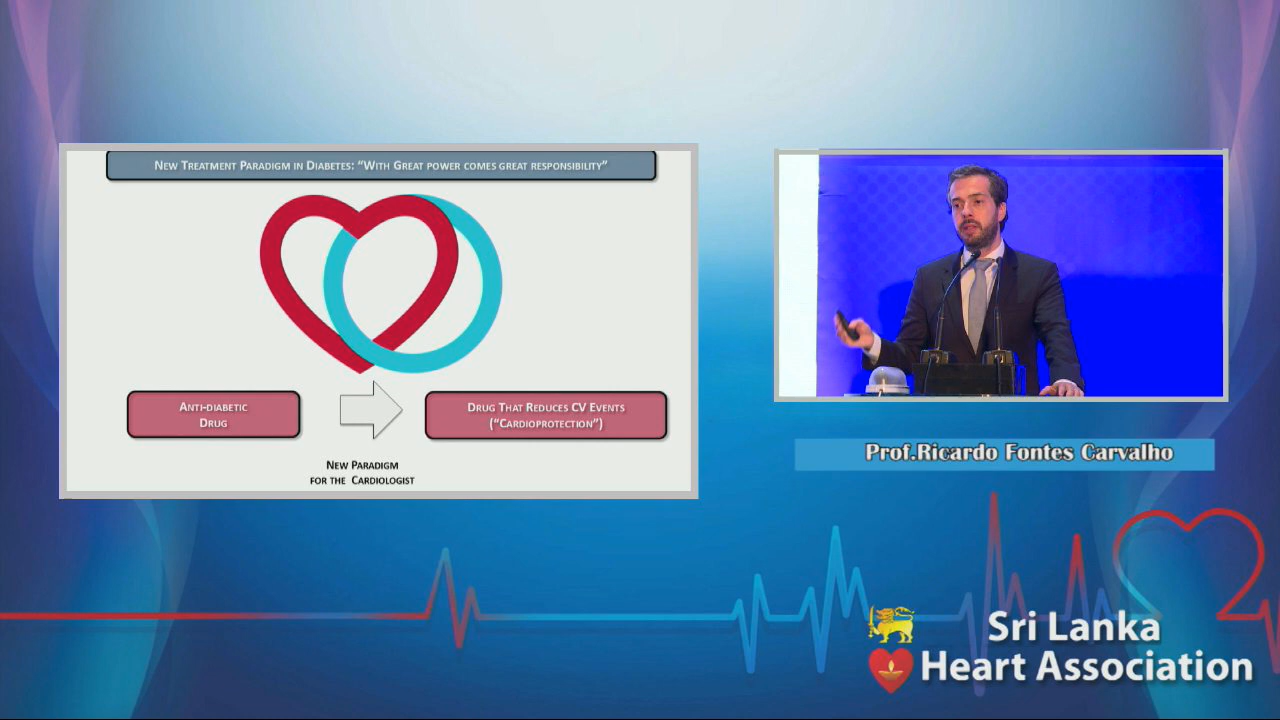 New Treatment Paradigm in Diabetes: “With Great power comes great responsibility”
Anti-diabetic
Drug
Drug That Reduces CV Events
(“Cardioprotection”)
New Paradigm
for the Cardiologist
Prof.Ricardo Fontes Carvalho
Sri Lanka
Heart Association